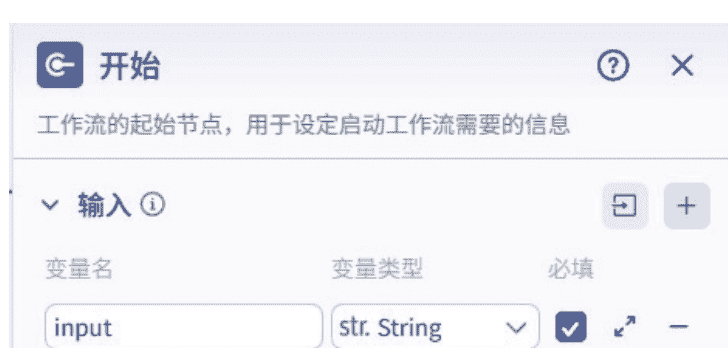 开始
工作流的起始节点，用于设定启动工作流需要的信息
输入
变量名 变量类型 必填
input str. String